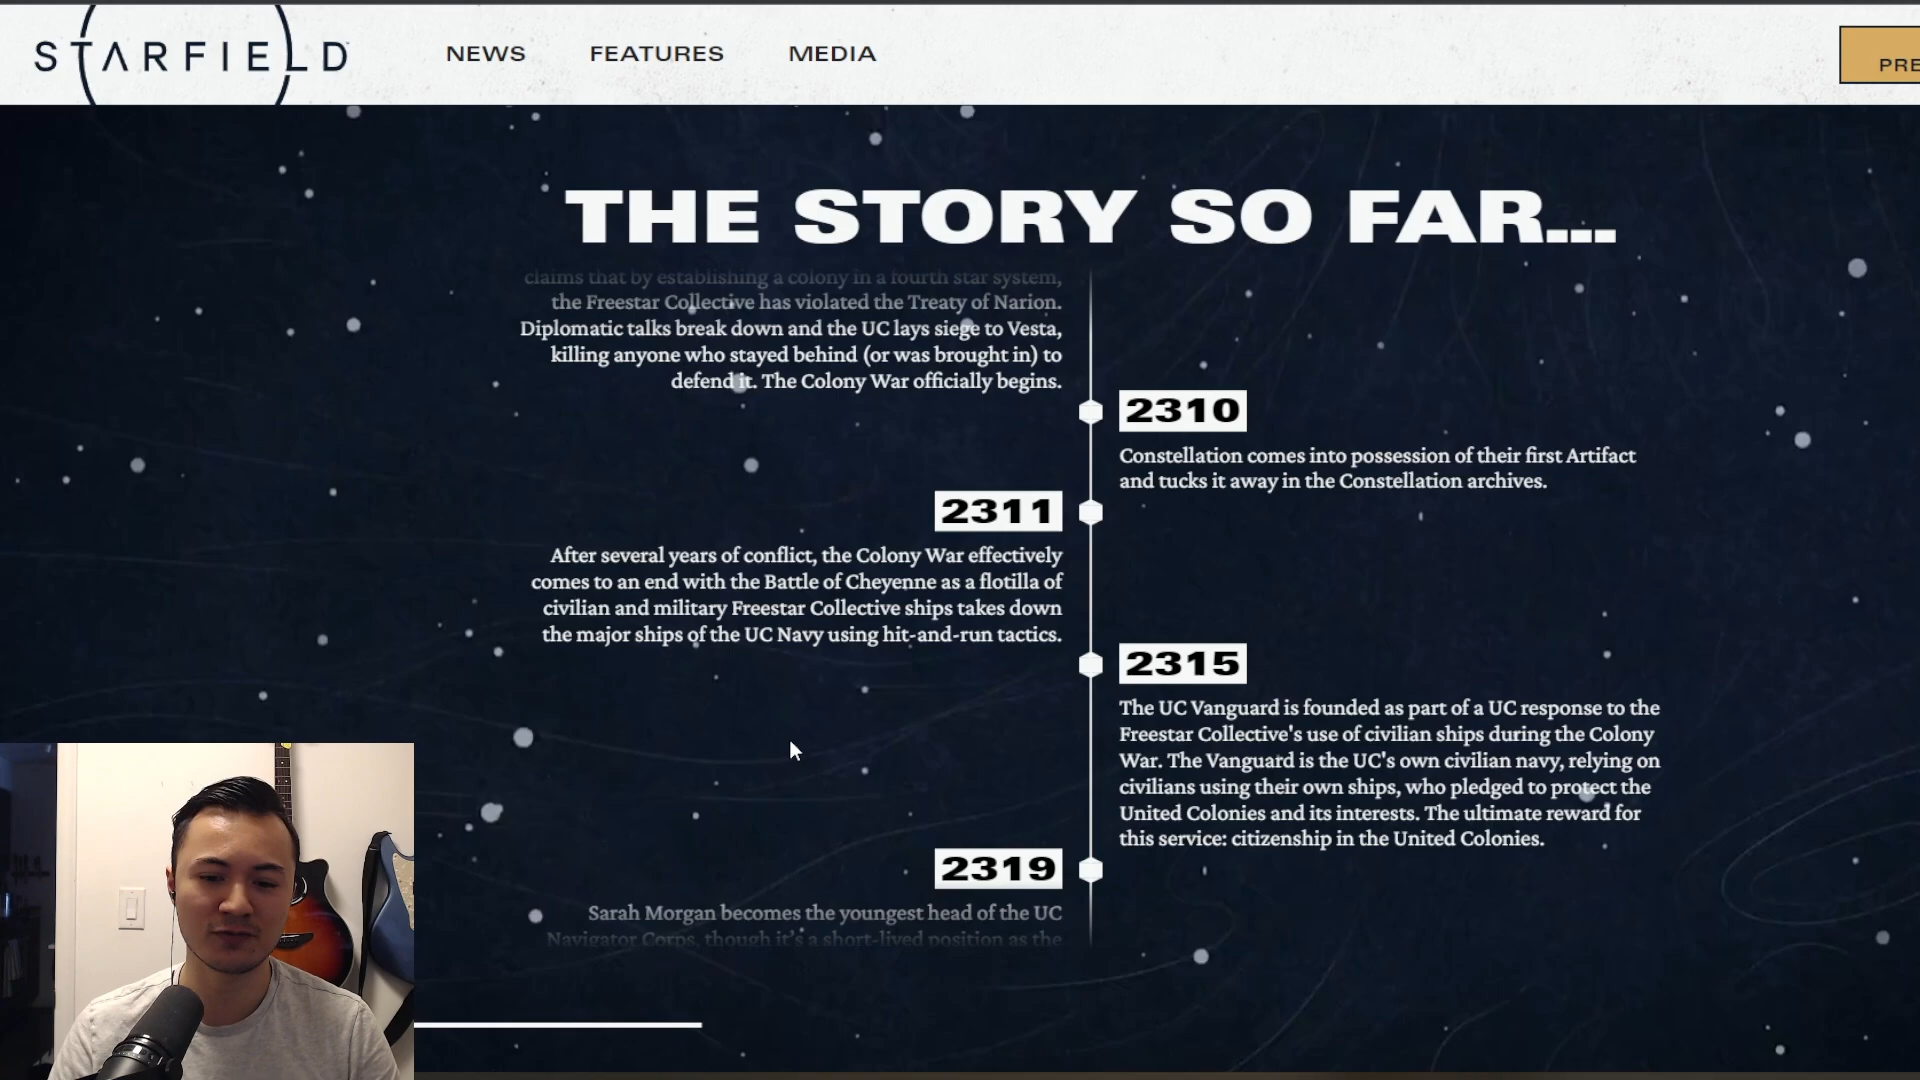 STARFIELD
NEWS
FEATURES
MEDIA
PRE
THE STORY SO FAR...
claims that by establishing a colony in a fourth star system,
the Freestar Collective has violated the Treaty of Narion.
Diplomatic talks break down and the UC lays siege to Vesta,
killing anyone who stayed behind (or was brought in) to
defend it. The Colony War officially begins.
2310
Constellation comes into possession of their first Artifact
and tucks it away in the Constellation archives.
2311
After several years of conflict, the Colony War effectively
comes to an end with the Battle of Cheyenne as a flotilla of
civilian and military Freestar Collective ships takes down
the major ships of the UC Navy using hit-and-run tactics.
2315
The UC Vanguard is founded as part of a UC response to the
Freestar Collective's use of civilian ships during the Colony
War. The Vanguard is the UC's own civilian navy, relying on
civilians using their own ships, who pledged to protect the
United Colonies and its interests. The ultimate reward for
this service: citizenship in the United Colonies.
2319
Sarah Morgan becomes the youngest head of the UC
Navigator Corps, though it's a short-lived position as the